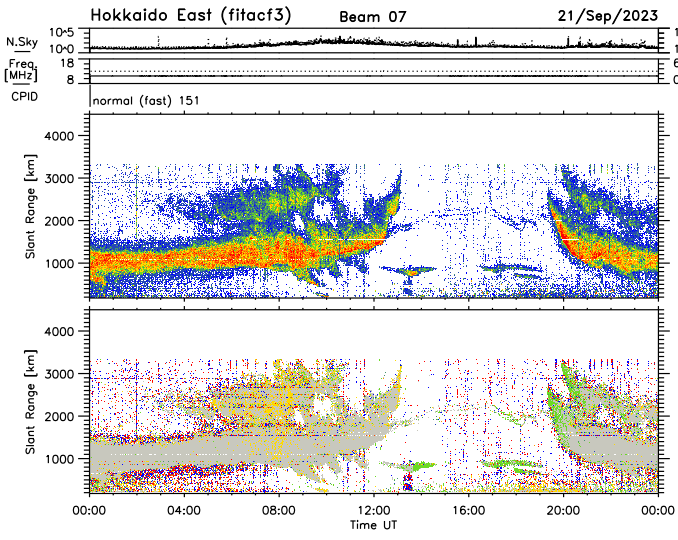 Hokkaido East (fitacf3) Beam 07 21/Sep/2023
N.Sky 10^5 1
10^0 1
Freq. 18 6
[MHz] 8 0
CPID normal (fast) 151
4000
3000
2000
1000
Slant Range [km]
4000
3000
2000
1000
Slant Range [km]
00:00 04:00 08:00 12:00 16:00 20:00 00:00
Time UT